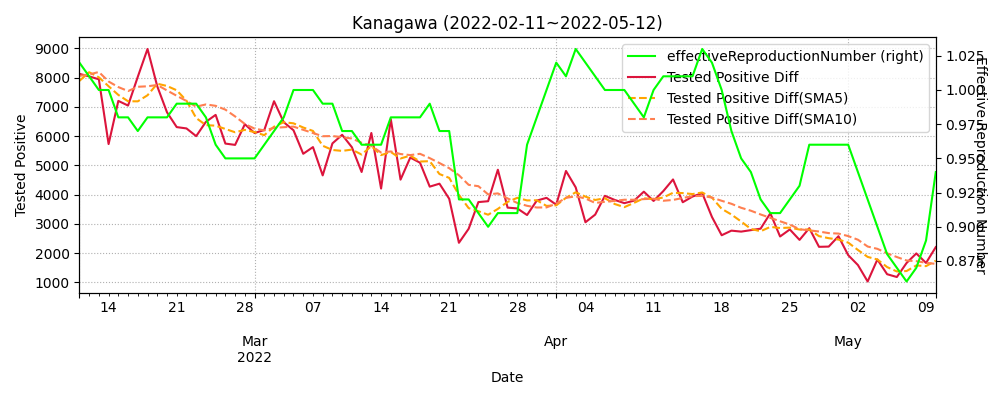 Kanagawa (2022-02-11~2022-05-12)
effectiveReproductionNumber (right)
Tested Positive Diff
Tested Positive Diff(SMA5)
Tested Positive Diff(SMA10)
Tested Positive
9000
8000
7000
6000
5000
4000
3000
2000
1000
Effective Reproduction Number
1.025
1.000
0.975
0.950
0.925
0.900
0.875
14 21 28 07 14 21 28 04 11 18 25 02 09
Mar Apr May
2022
Date